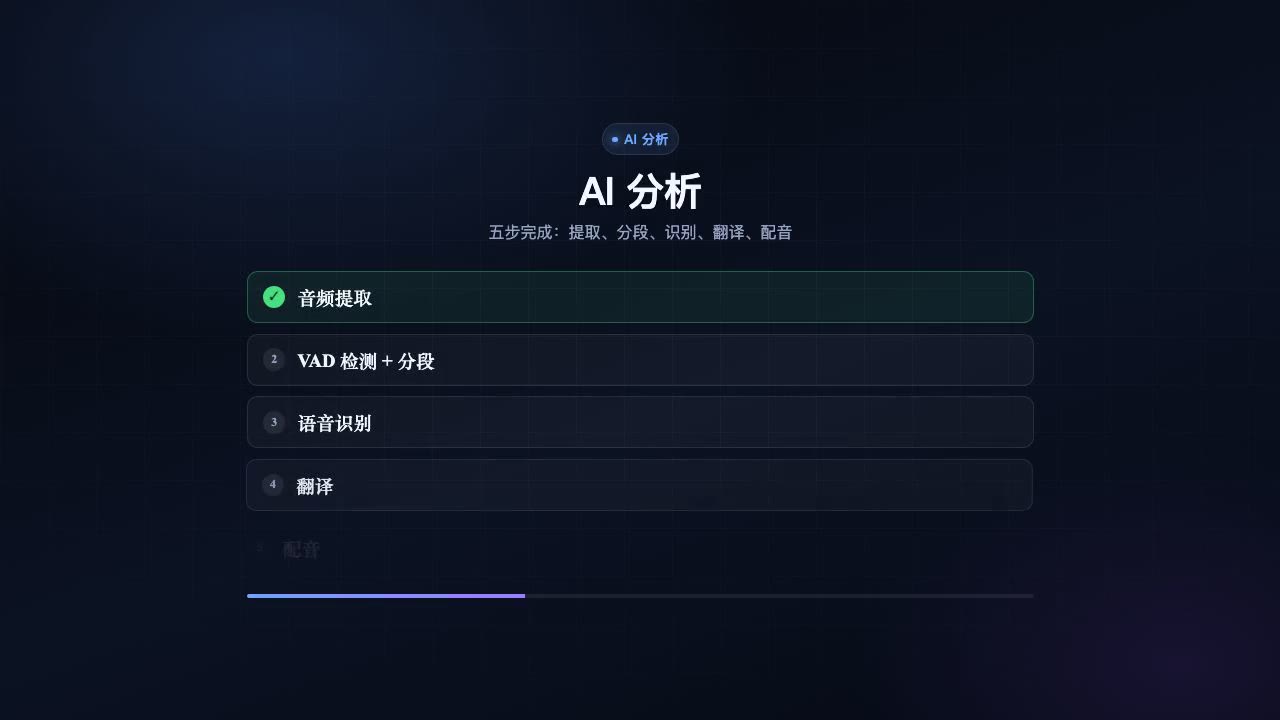 AI 分析
AI 分析
五步完成：提取、分段、识别、翻译、配音
✓ 音频提取
2 VAD 检测 + 分段
3 语音识别
4 翻译
5 配音